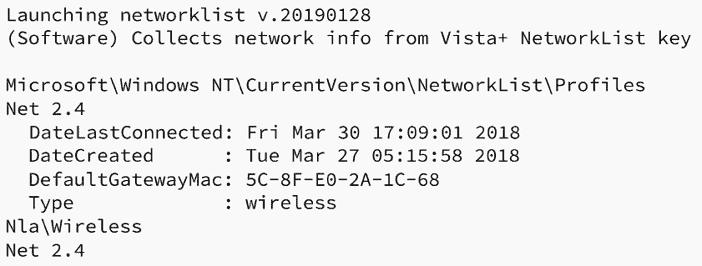 Launching networklist v.20190128
(Software) Collects network info from Vista+ NetworkList key
Microsoft\Windows NT\CurrentVersion\NetworkList\Profiles
Net 2.4
DateLastConnected: Fri Mar 30 17:09:01 2018
DateCreated : Tue Mar 27 05:15:58 2018
DefaultGatewayMac: 5C-8F-E0-2A-1C-68
Type : wireless
Nla\Wireless
Net 2.4